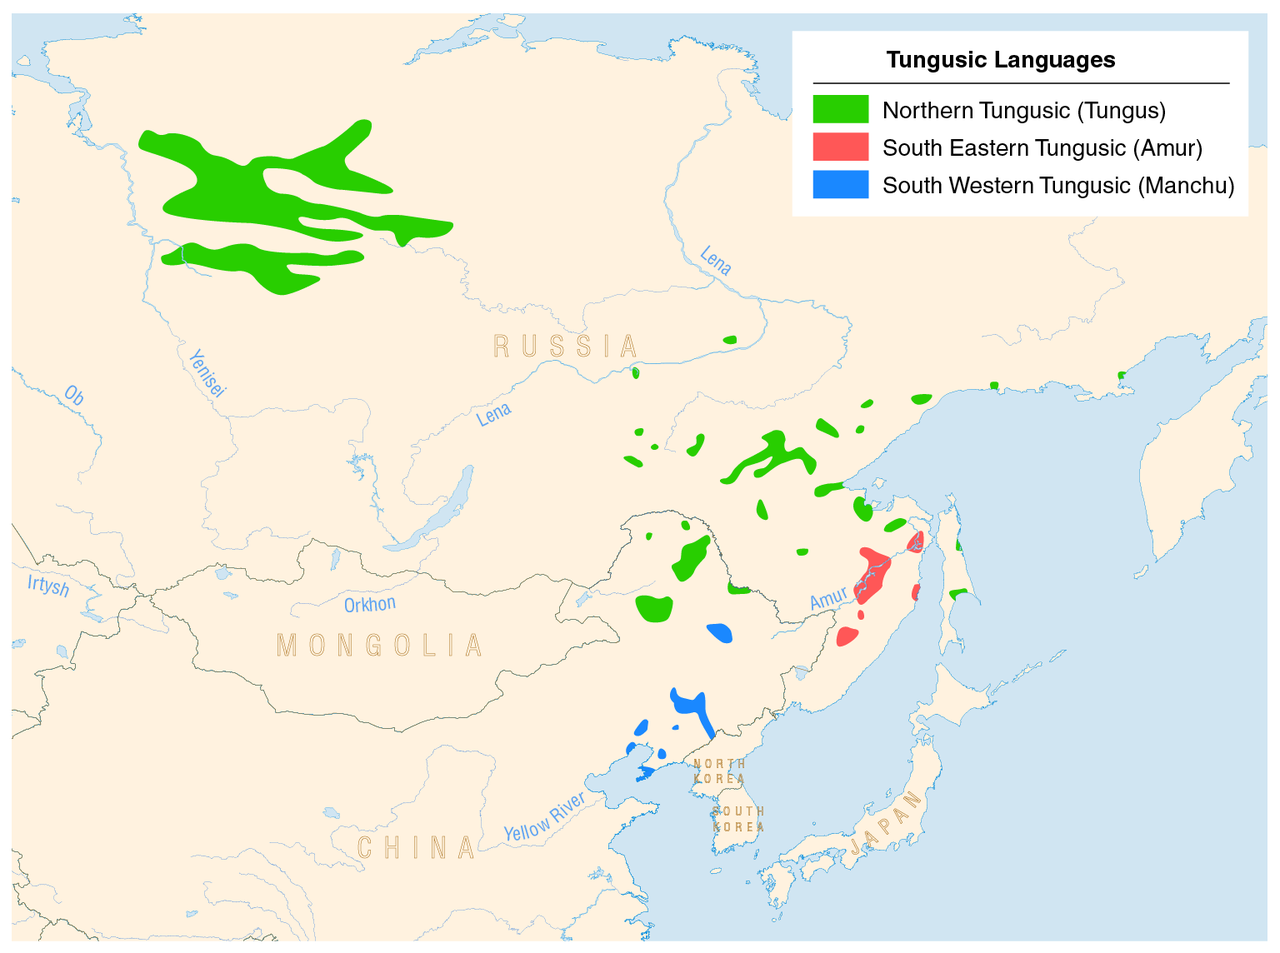 Tungusic Languages
Northern Tungusic (Tungus)
South Eastern Tungusic (Amur)
South Western Tungusic (Manchu)
Lena
RUSSIA
Yenisei
Ob
Lena
Irtysh
Orkhon
Amur
MONGOLIA
NORTH
KOREA
Yellow River
SOUTH
KOREA
JAPAN
CHINA